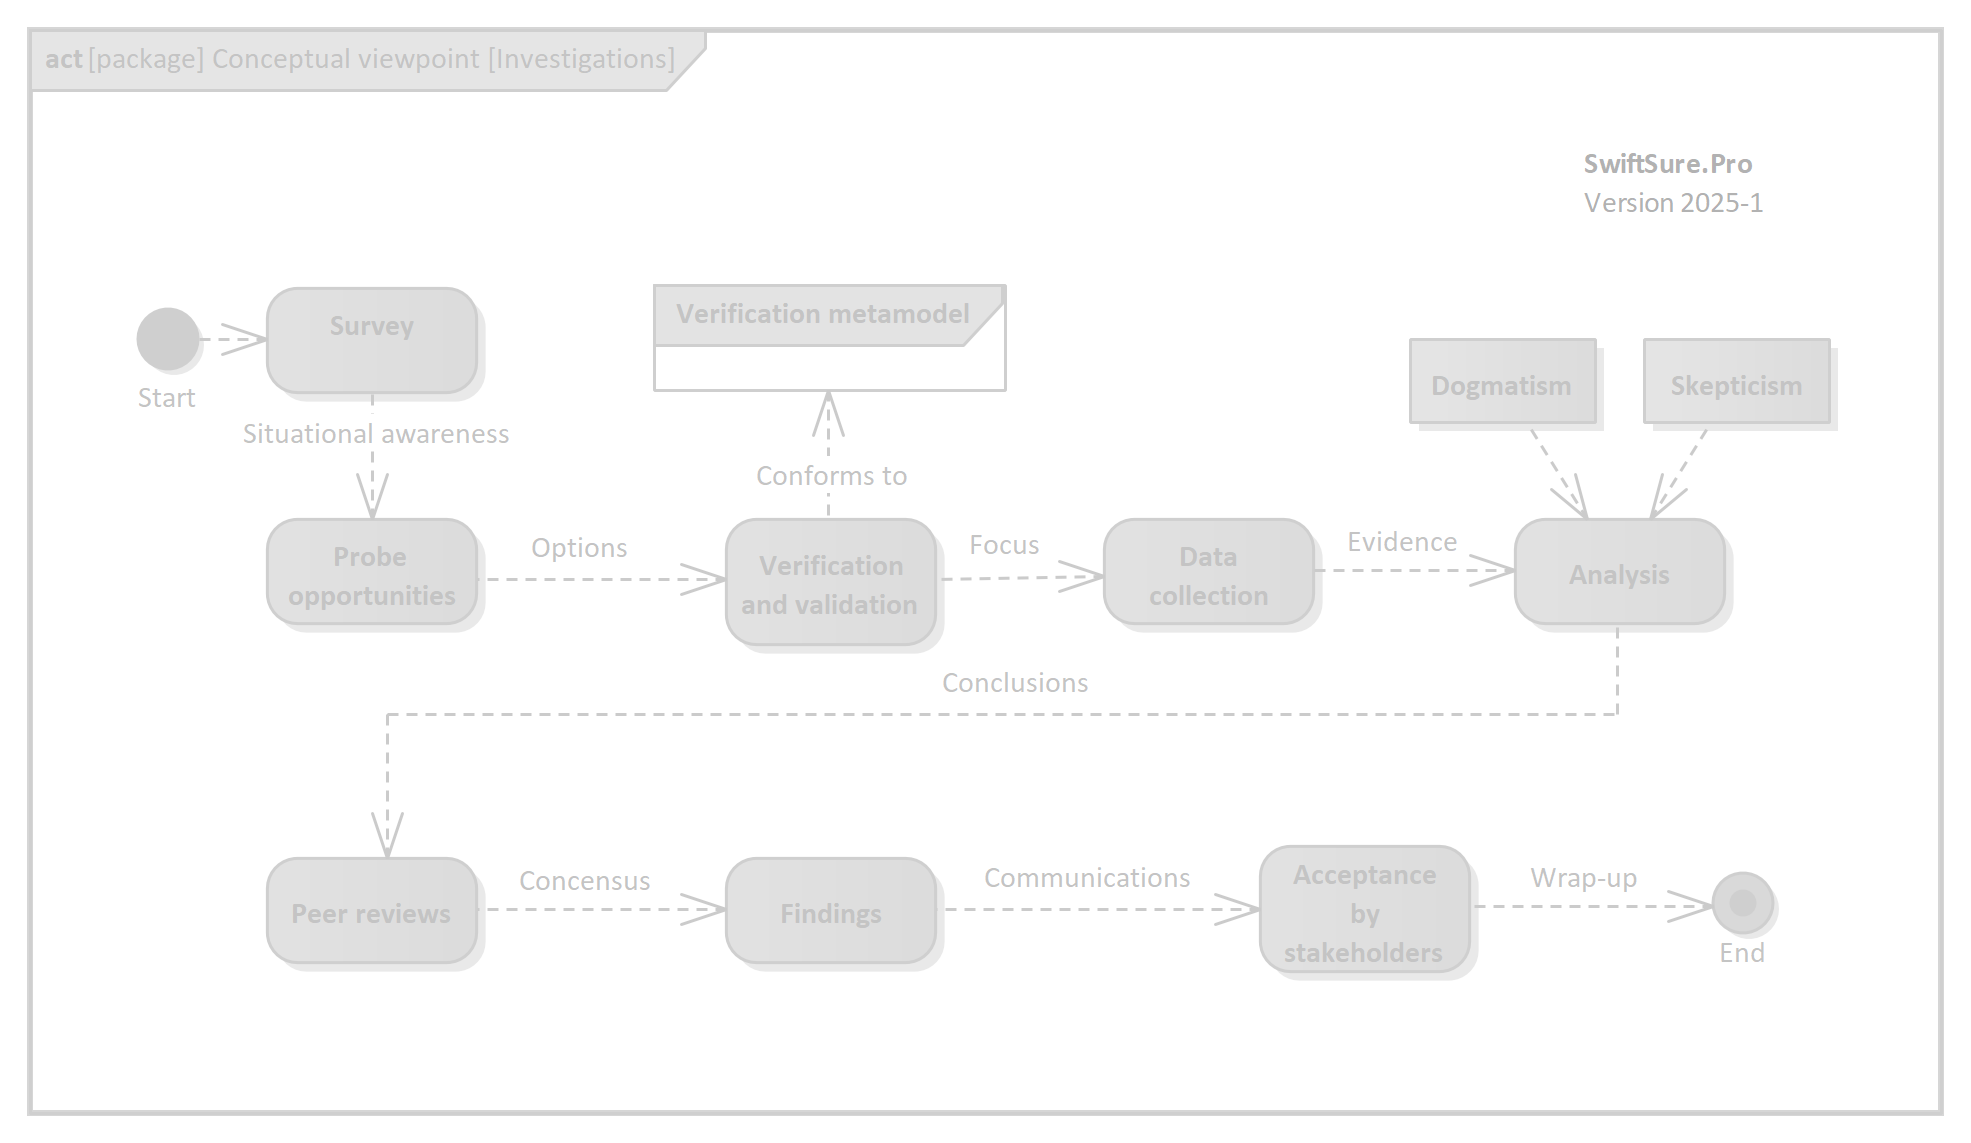 act [package] Conceptual viewpoint [Investigations]
SwiftSure.Pro
Version 2025-1
Survey
Verification metamodel
Start
Dogmatism
Skepticism
Situational awareness
Conforms to
Probe
opportunities
Options
Verification
and validation
Focus
Data
collection
Evidence
Analysis
Conclusions
Peer reviews
Concensus
Findings
Communications
Acceptance
by
stakeholders
Wrap-up
End